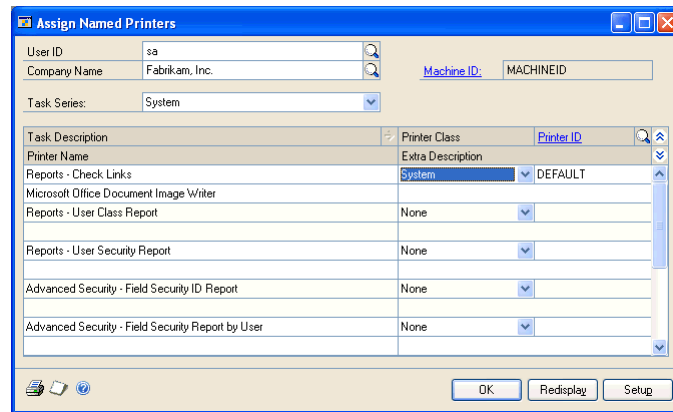 Assign Named Printers
User ID sa
Company Name Fabrikam, Inc. Machine ID: MACHINEID
Task Series: System
Task Description Printer Class Printer ID
Printer Name Extra Description
Reports - Check Links System DEFAULT
Microsoft Office Document Image Writer
Reports - User Class Report None
Reports - User Security Report None
Advanced Security - Field Security ID Report None
Advanced Security - Field Security Report by User None
OK Redisplay Setup